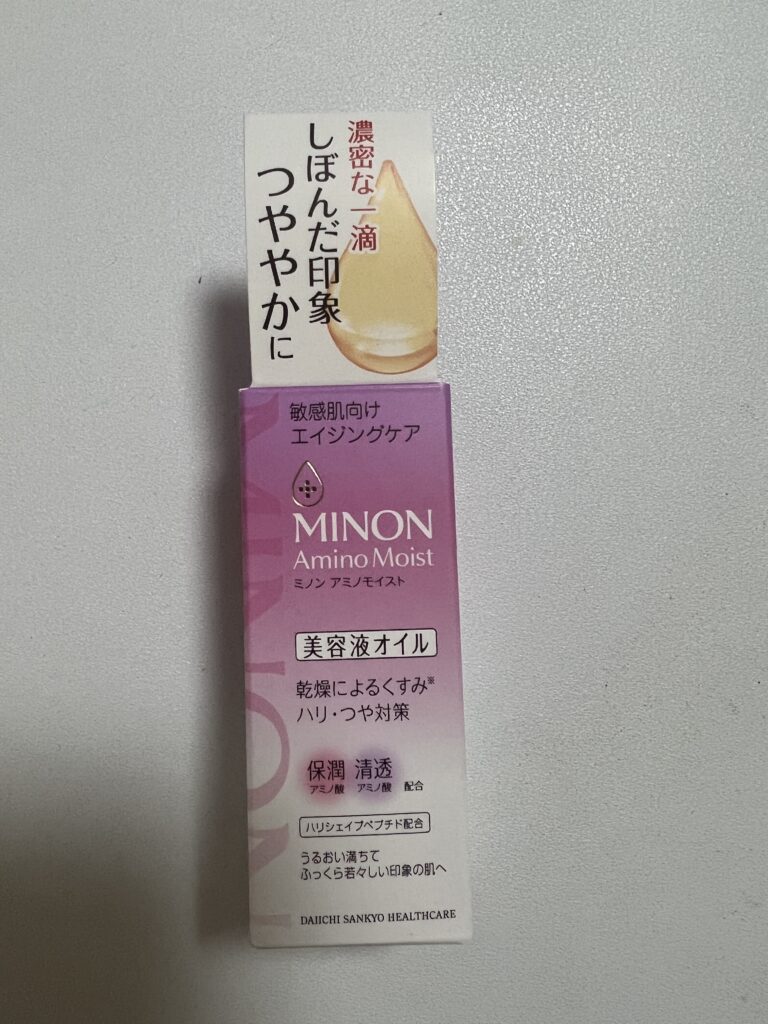 濃密な一滴
しぼんだ印象
つややかに
敏感肌向け
エイジングケア
MINON
Amino Moist
ミノン アミノモイスト
美容液オイル
乾燥によるくすみ※
ハリ・つや対策
保潤 清透
アミノ酸 アミノ酸 配合
ハリシェイプペプチド配合
うるおい満ちて
ふっくら若々しい印象の肌へ
DAIICHI SANKYO HEALTHCARE
MINON